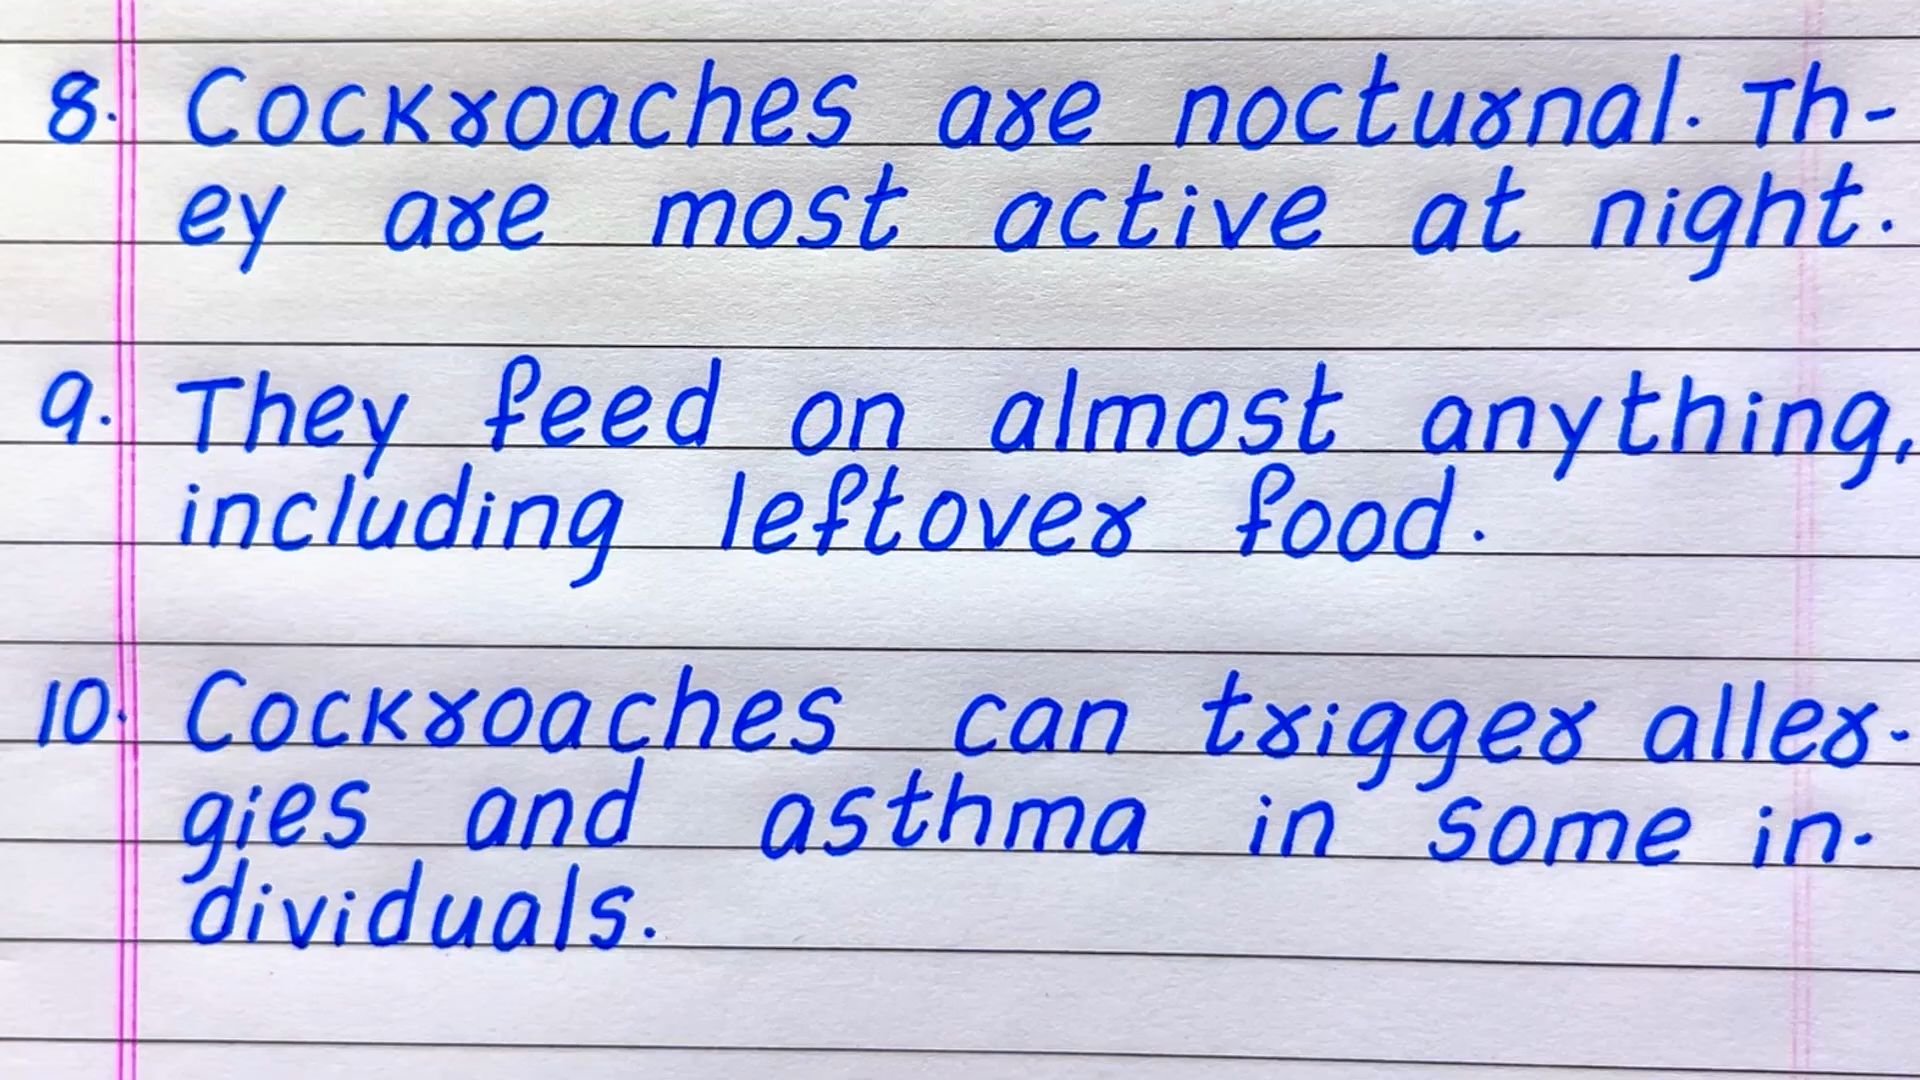 8. Cockroaches are nocturnal. Th-
ey are most active at night.
9. They feed on almost anything,
including leftover food.
10. Cockroaches can trigger aller-
gies and asthma in some in-
dividuals.